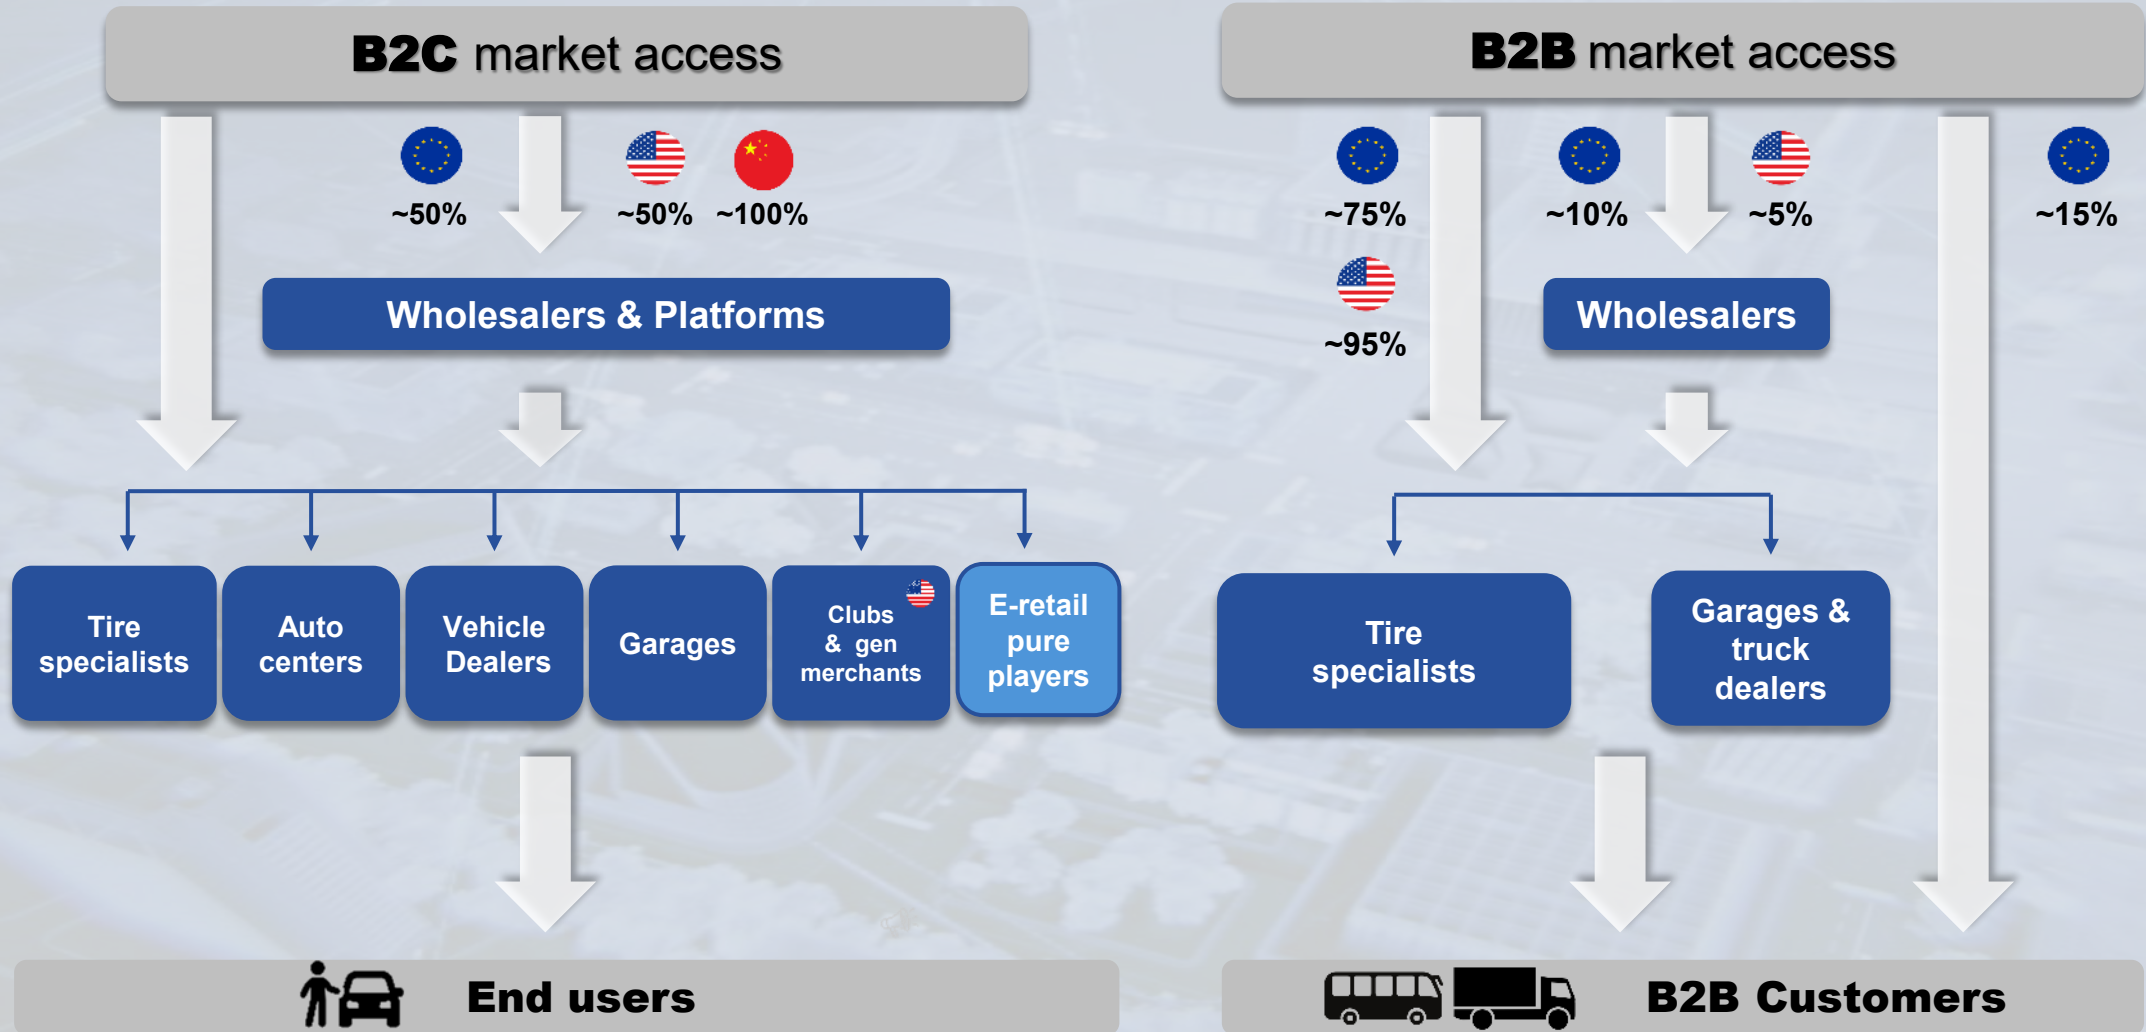 B2C market access
~50%
~50%
~100%
Wholesalers & Platforms
Tire
specialists
Auto
centers
Vehicle
Dealers
Garages
Clubs
& gen
merchants
E-retail
pure
players
End users
B2B market access
~75%
~95%
~10%
~5%
~15%
Wholesalers
Tire
specialists
Garages &
truck
dealers
B2B Customers